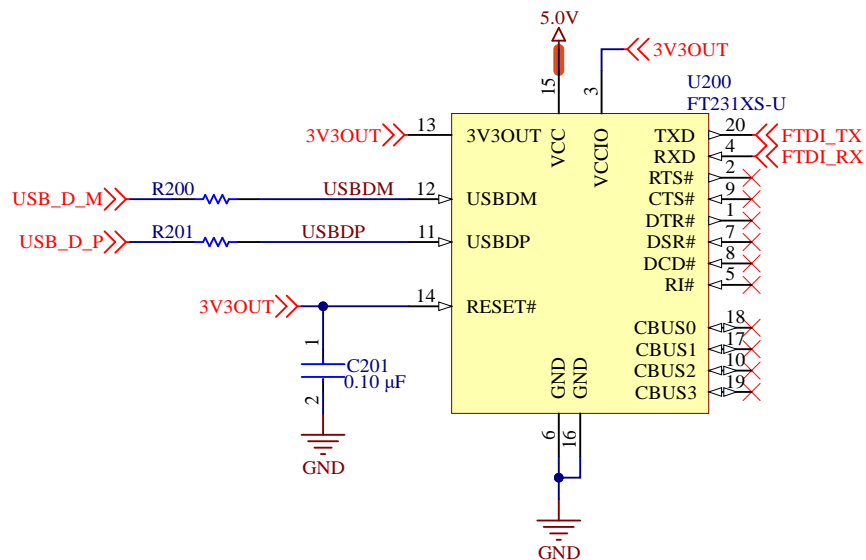 5.0V
3V3OUT
U200
FT231XS-U
15
3
3V3OUT
13
3V3OUT
VCC
VCCIO
TXD
20
FTDI_TX
RXD
4
FTDI_RX
RTS#
2
USB_D_M
R200
USBDM
12
USBDM
CTS#
9
DTR#
1
USB_D_P
R201
USBDP
11
USBDP
DSR#
7
DCD#
8
RI#
5
3V3OUT
14
RESET#
CBUS0
18
1
CBUS1
17
C201
0.10 µF
CBUS2
10
2
GND
GND
CBUS3
19
6
16
GND
GND